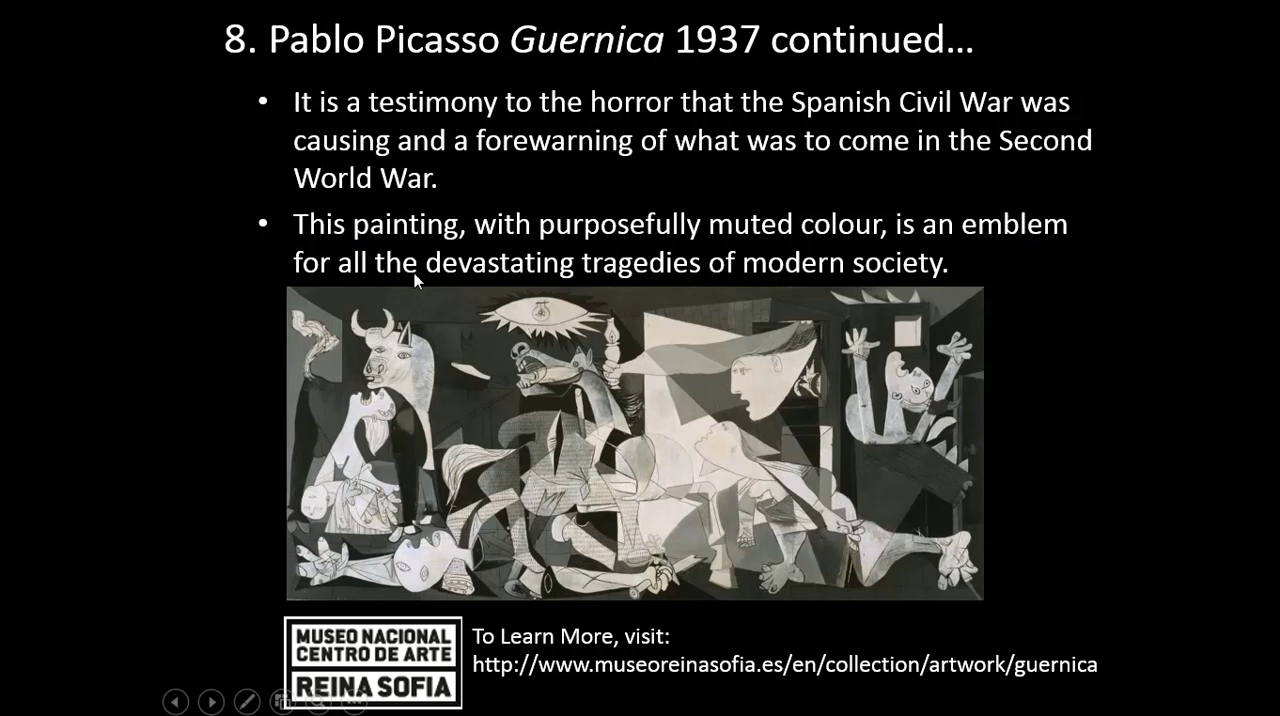 8. Pablo Picasso Guernica 1937 continued…
• It is a testimony to the horror that the Spanish Civil War was
causing and a forewarning of what was to come in the Second
World War.
• This painting, with purposefully muted colour, is an emblem
for all the devastating tragedies of modern society.
MUSEO NACIONAL
CENTRO DE ARTE
REINA SOFIA
To Learn More, visit:
http://www.museoreinasofia.es/en/collection/artwork/guernica